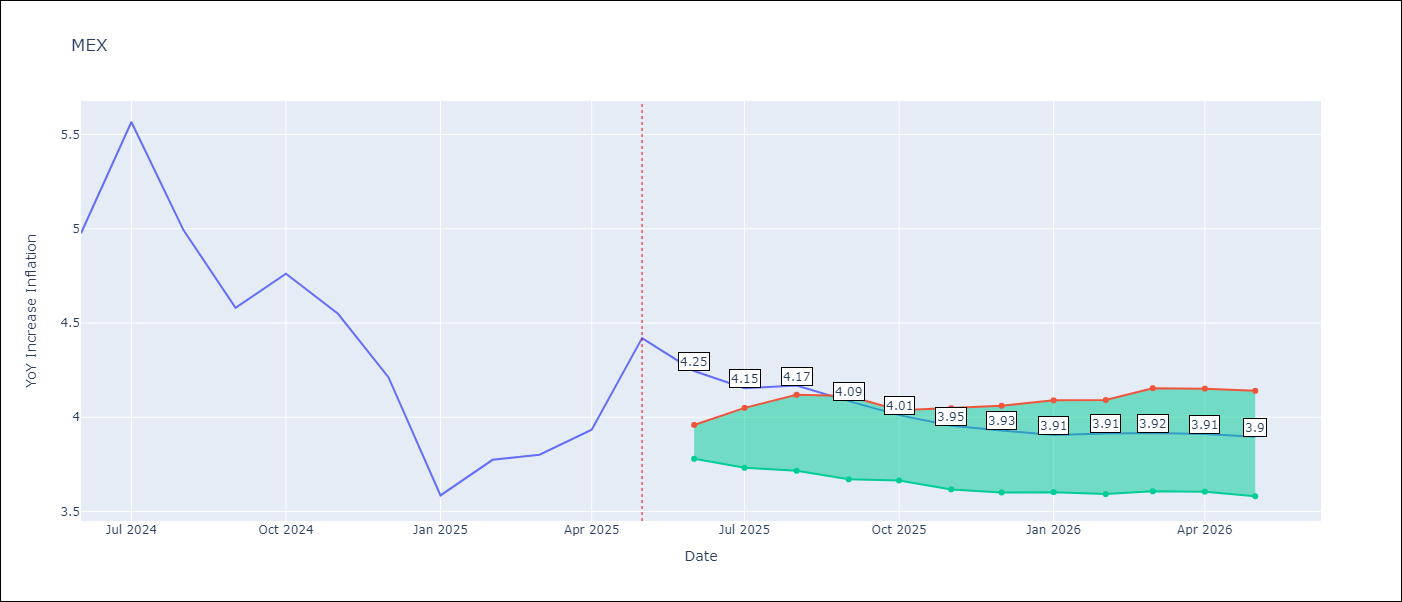 MEX
YoY Increase Inflation
5.5
5
4.5
4
3.5
4.25
4.15
4.17
4.09
4.01
3.95
3.93
3.91
3.91
3.92
3.91
3.9
Jul 2024
Oct 2024
Jan 2025
Apr 2025
Jul 2025
Oct 2025
Jan 2026
Apr 2026
Date